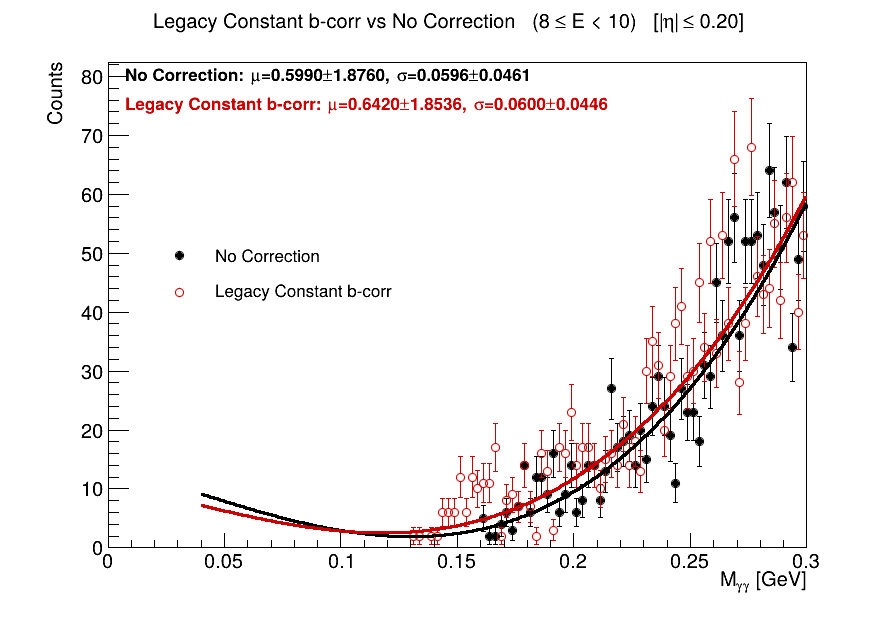 Legacy Constant b-corr vs No Correction (8 ≤ E < 10) [|η| ≤ 0.20]
Counts
No Correction: μ=0.5990±1.8760, σ=0.0596±0.0461
Legacy Constant b-corr: μ=0.6420±1.8536, σ=0.0600±0.0446
No Correction
Legacy Constant b-corr
80
70
60
50
40
30
20
10
0
0 0.05 0.1 0.15 0.2 0.25 0.3
Mγγ [GeV]